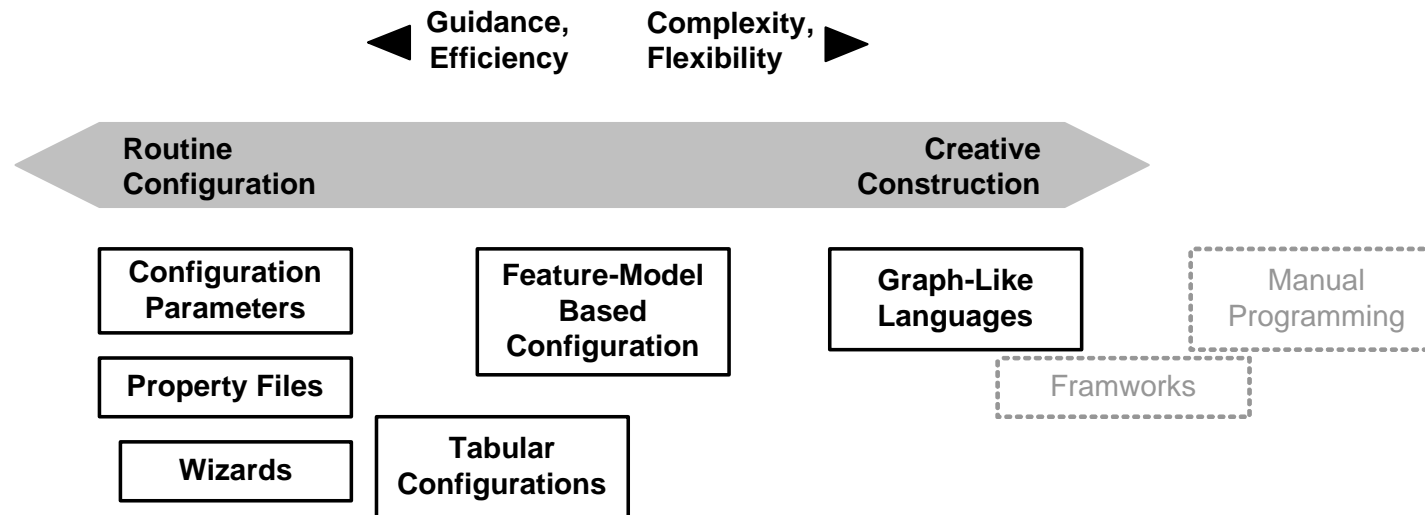 Guidance,
Efficiency
Complexity,
Flexibility
Routine
Configuration
Creative
Construction
Configuration
Parameters
Feature-Model
Based
Configuration
Graph-Like
Languages
Manual
Programming
Property Files
Framworks
Wizards
Tabular
Configurations